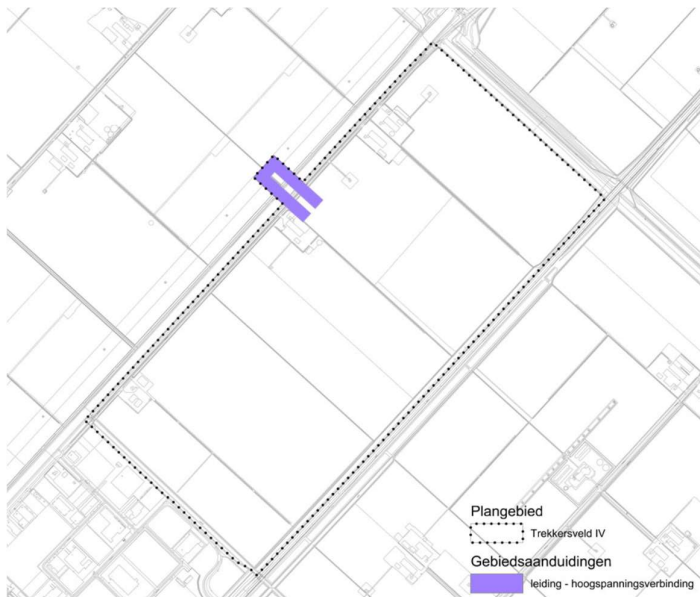 Plangebied
Trekkersveld IV
Gebiedsaanduidingen
leiding - hoogspanningsverbinding